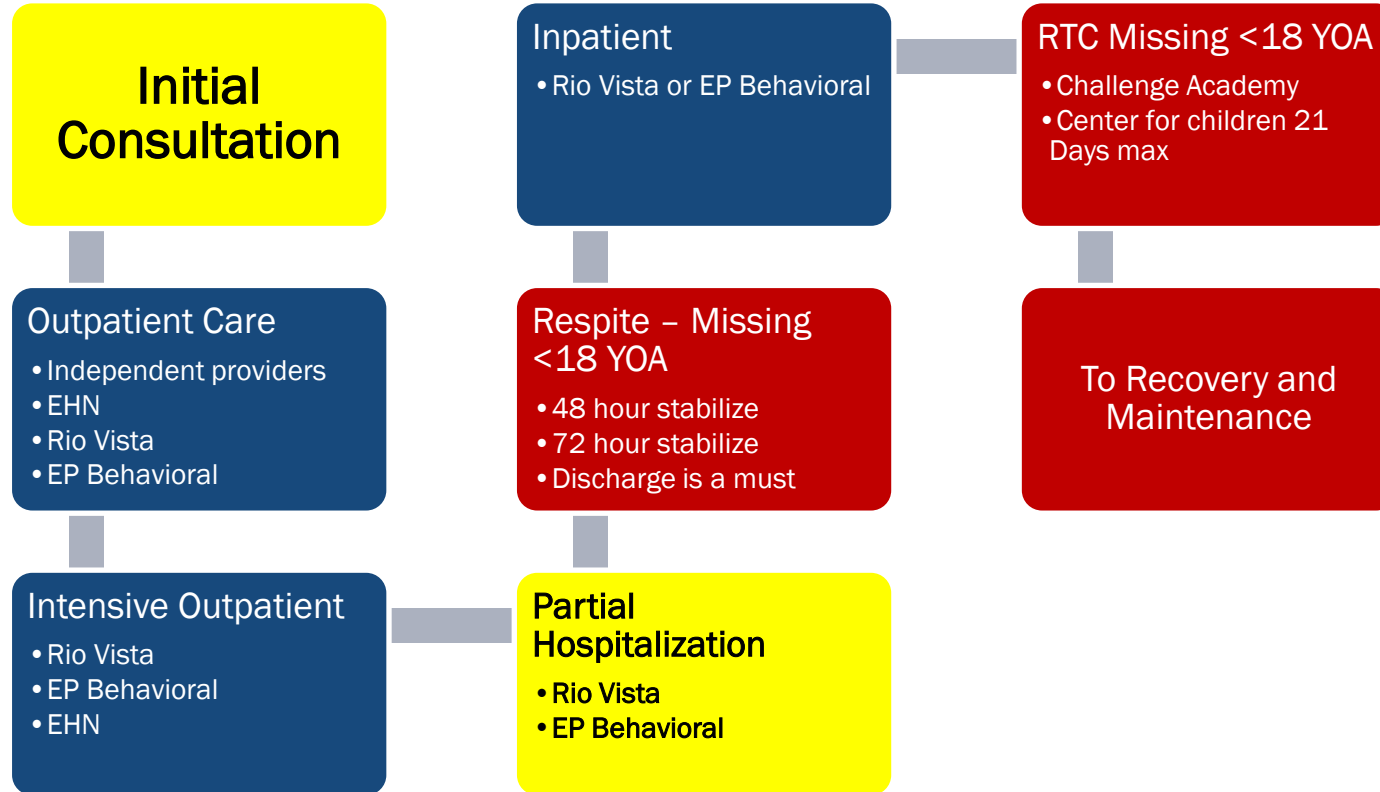 Initial
Consultation
Outpatient Care
•Independent providers
•EHN
•Rio Vista
•EP Behavioral
Intensive Outpatient
•Rio Vista
•EP Behavioral
•EHN
Partial
Hospitalization
•Rio Vista
•EP Behavioral
Respite – Missing
<18 YOA
•48 hour stabilize
•72 hour stabilize
•Discharge is a must
Inpatient
•Rio Vista or EP Behavioral
RTC Missing <18 YOA
•Challenge Academy
•Center for children 21
Days max
To Recovery and
Maintenance